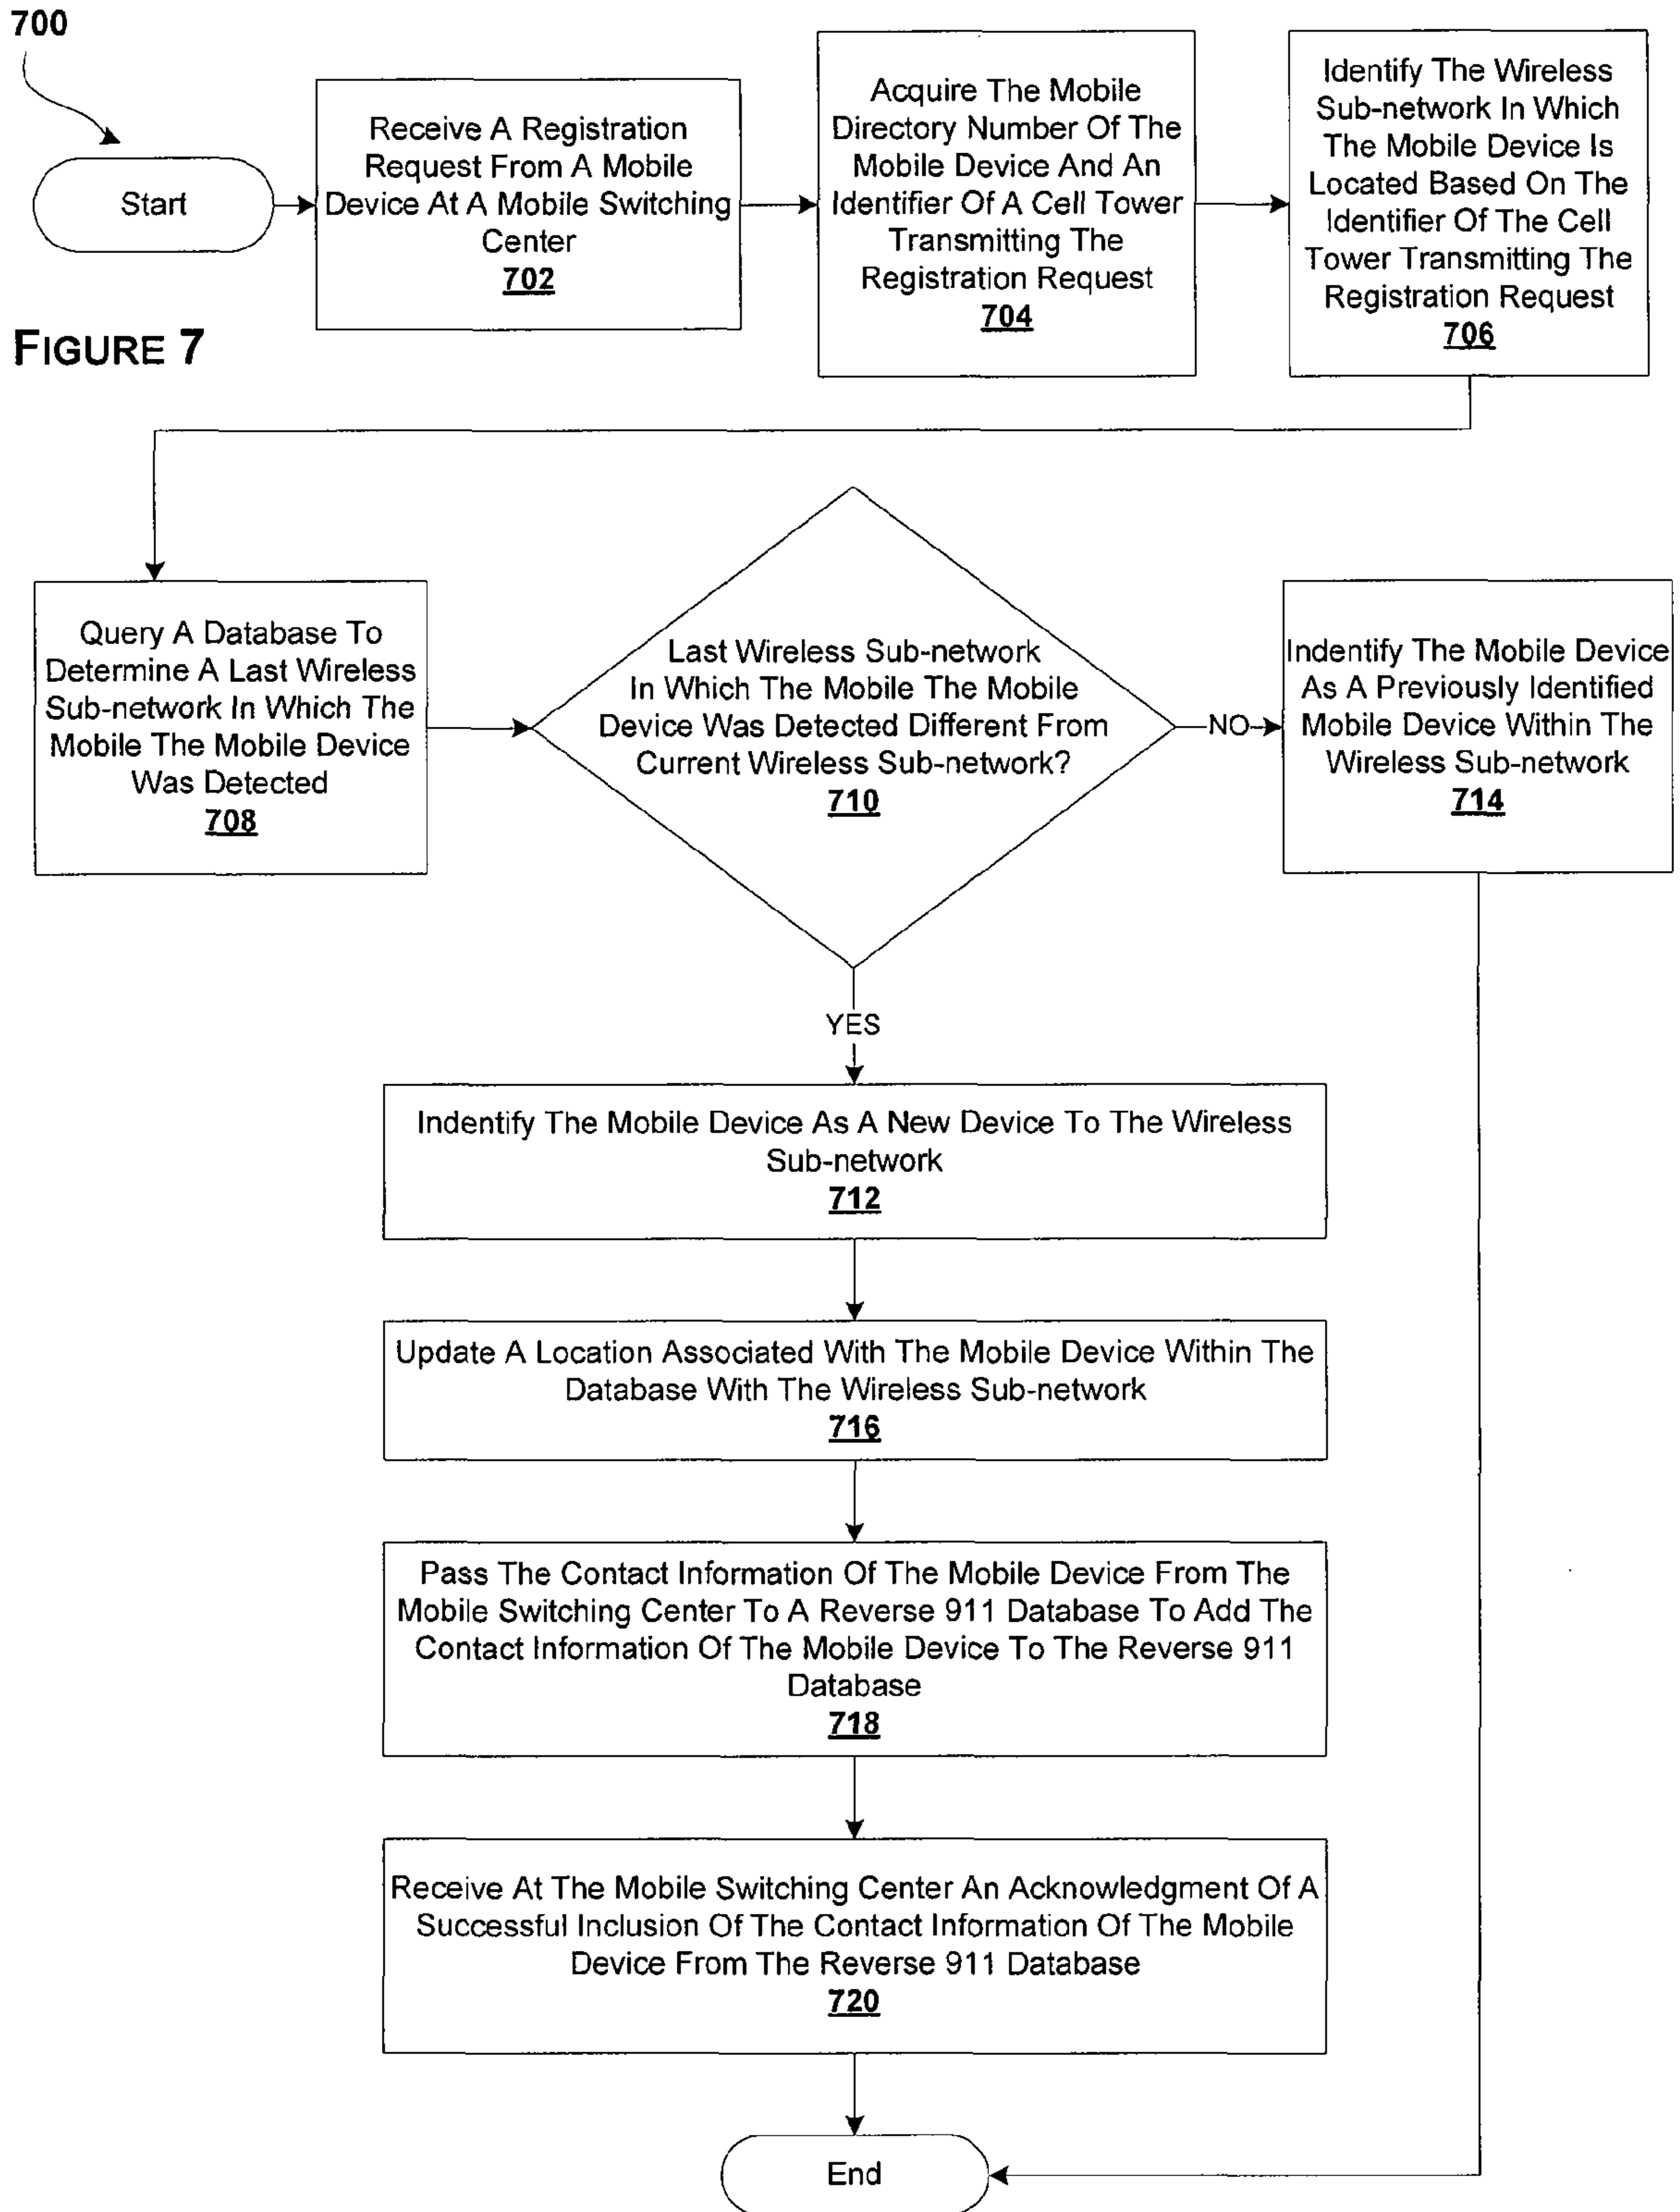 700
Start
Receive A Registration
Request From A Mobile
Device At A Mobile Switching
Center
702
Acquire The Mobile
Directory Number Of The
Mobile Device And An
Identifier Of A Cell Tower
Transmitting The
Registration Request
704
Identify The Wireless
Sub-network In Which
The Mobile Device Is
Located Based On The
Identifier Of The Cell
Tower Transmitting The
Registration Request
706
FIGURE 7
Query A Database To
Determine A Last Wireless
Sub-network In Which The
Mobile The Mobile Device
Was Detected
708
Last Wireless Sub-network
In Which The Mobile The Mobile
Device Was Detected Different From
Current Wireless Sub-network?
710
NO
Indentify The Mobile Device
As A Previously Identified
Mobile Device Within The
Wireless Sub-network
714
YES
Indentify The Mobile Device As A New Device To The Wireless
Sub-network
712
Update A Location Associated With The Mobile Device Within The
Database With The Wireless Sub-network
716
Pass The Contact Information Of The Mobile Device From The
Mobile Switching Center To A Reverse 911 Database To Add The
Contact Information Of The Mobile Device To The Reverse 911
Database
718
Receive At The Mobile Switching Center An Acknowledgment Of A
Successful Inclusion Of The Contact Information Of The Mobile
Device From The Reverse 911 Database
720
End